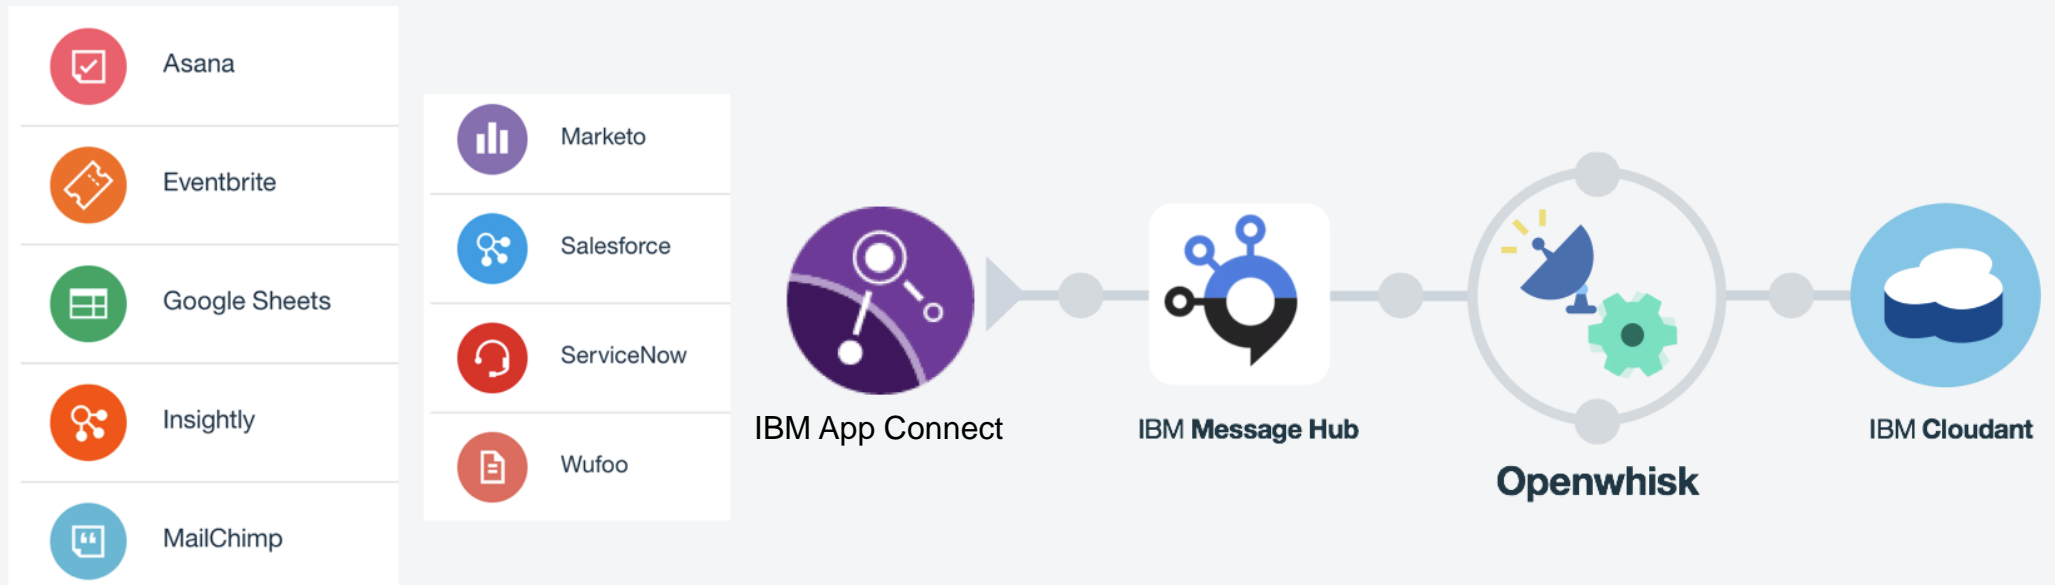 Asana
Eventbrite
Google Sheets
Insightly
MailChimp
Marketo
Salesforce
ServiceNow
Wufoo
IBM App Connect
IBM Message Hub
Openwhisk
IBM Cloudant